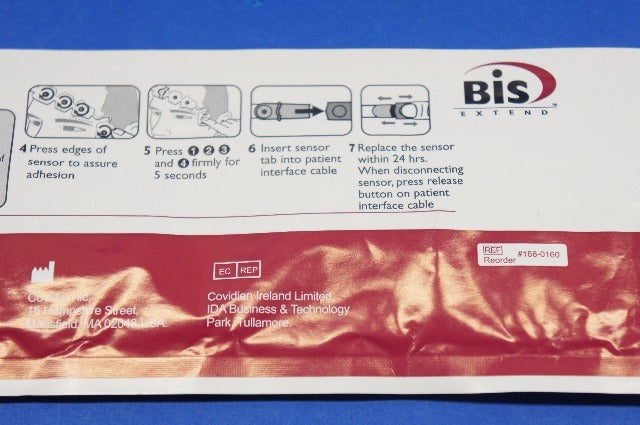 BIS
EXTEND
4 Press edges of
sensor to assure
adhesion
5 Press 1 2 3
and 4 firmly for
5 seconds
6 Insert sensor
tab into patient
interface cable
7 Replace the sensor
within 24 hrs.
When disconnecting
sensor, press release
button on patient
interface cable
of
REF
Reorder #186-0160
Covidien llc,
15 Hampshire Street,
Mansfield, MA 02048 USA.
EC REP
Covidien Ireland Limited,
IDA Business & Technology
Park, Tullamore.